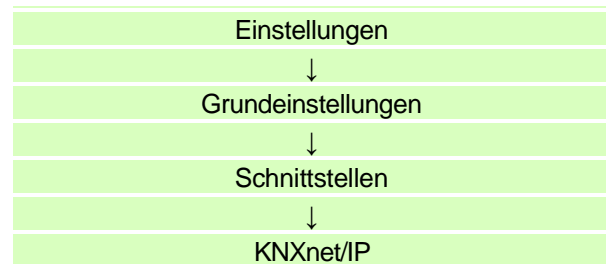 Einstellungen
↓
Grundeinstellungen
↓
Schnittstellen
↓
KNXnet/IP